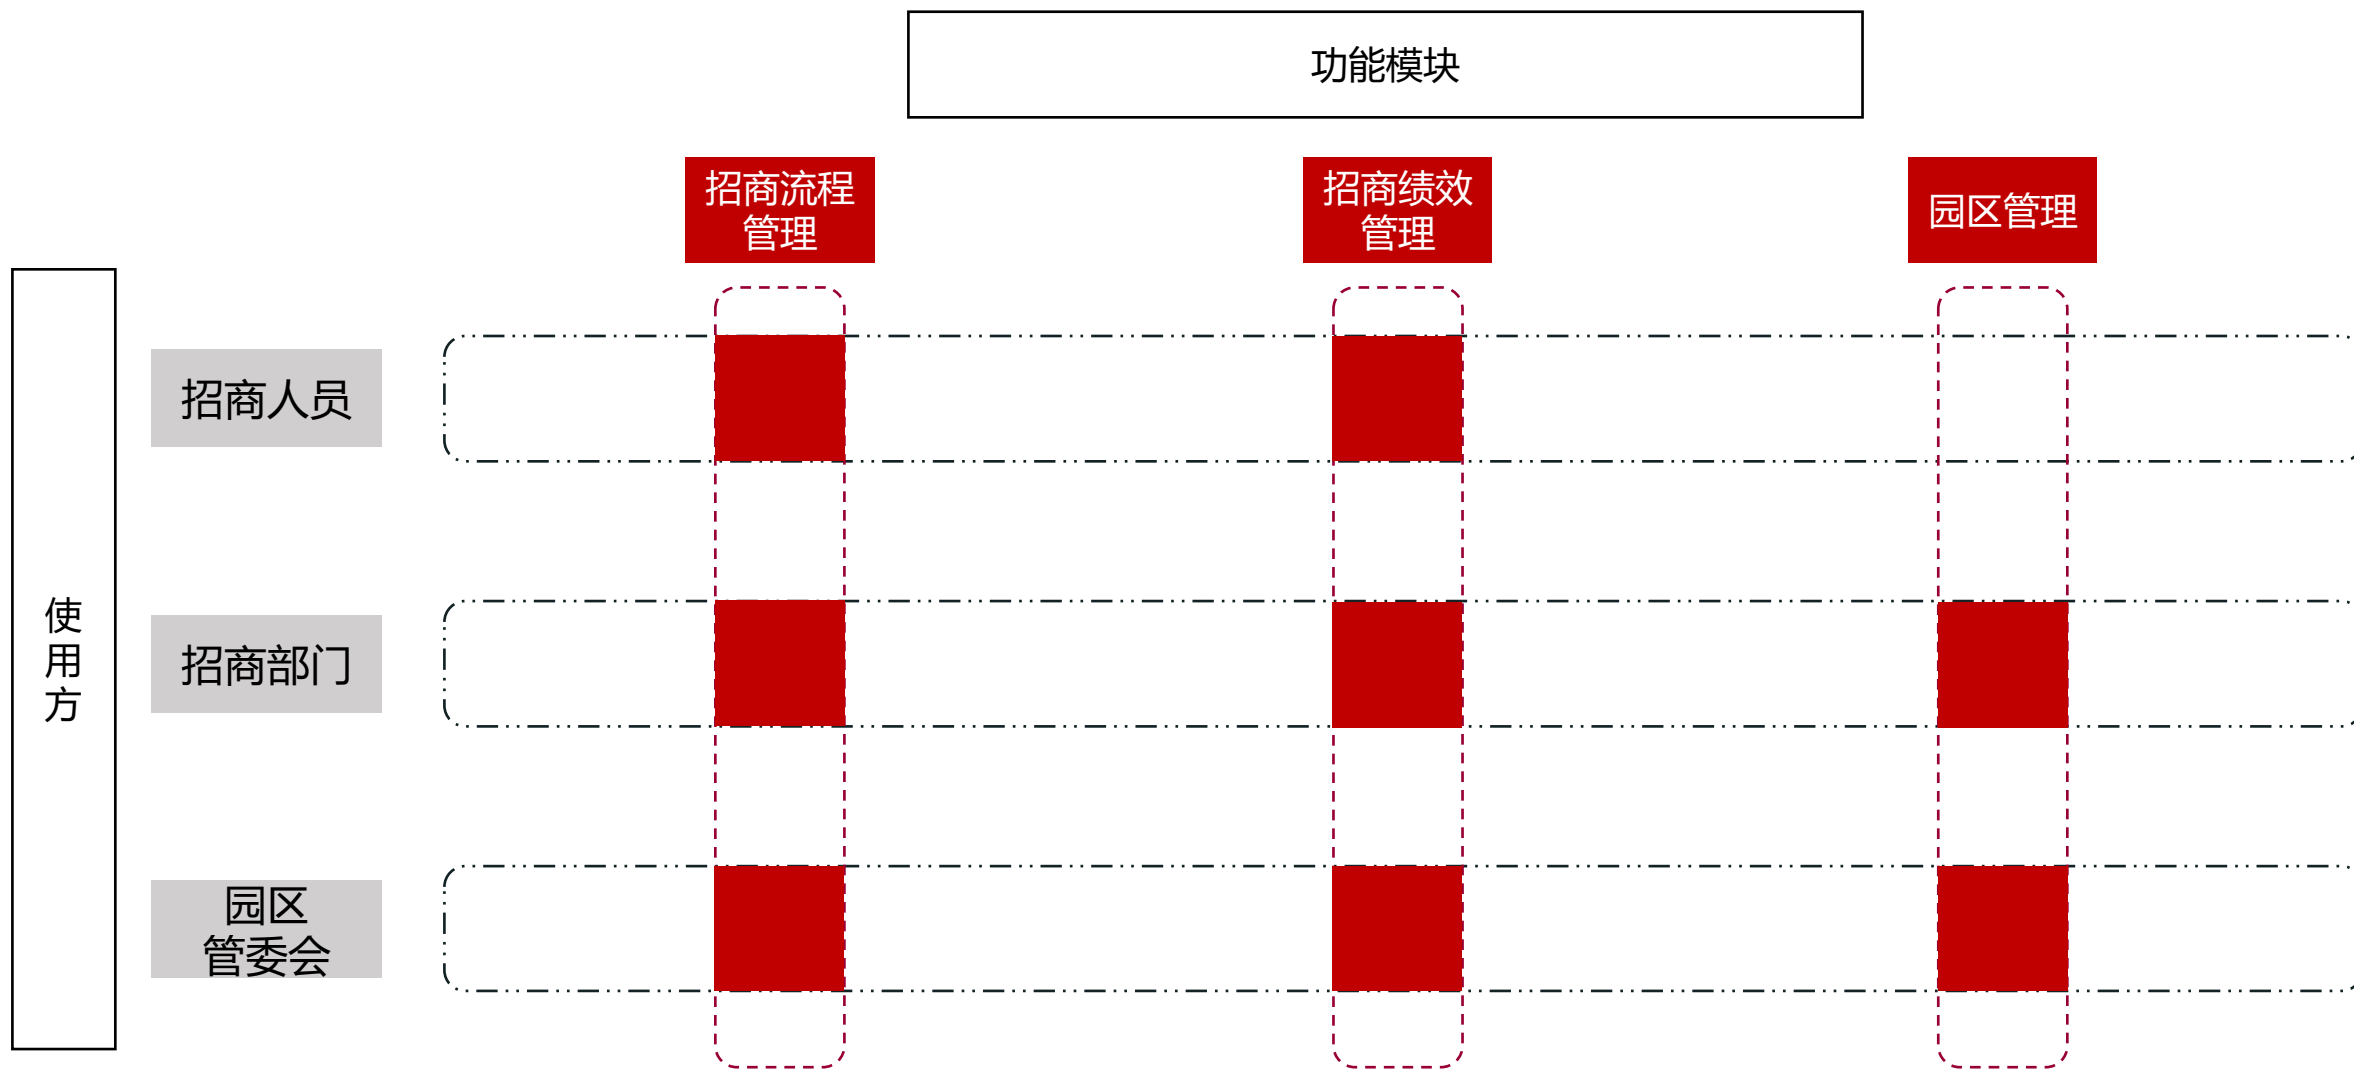 功能模块
招商流程
管理
招商绩效
管理
园区管理
使
用
方
招商人员
招商部门
园区
管委会